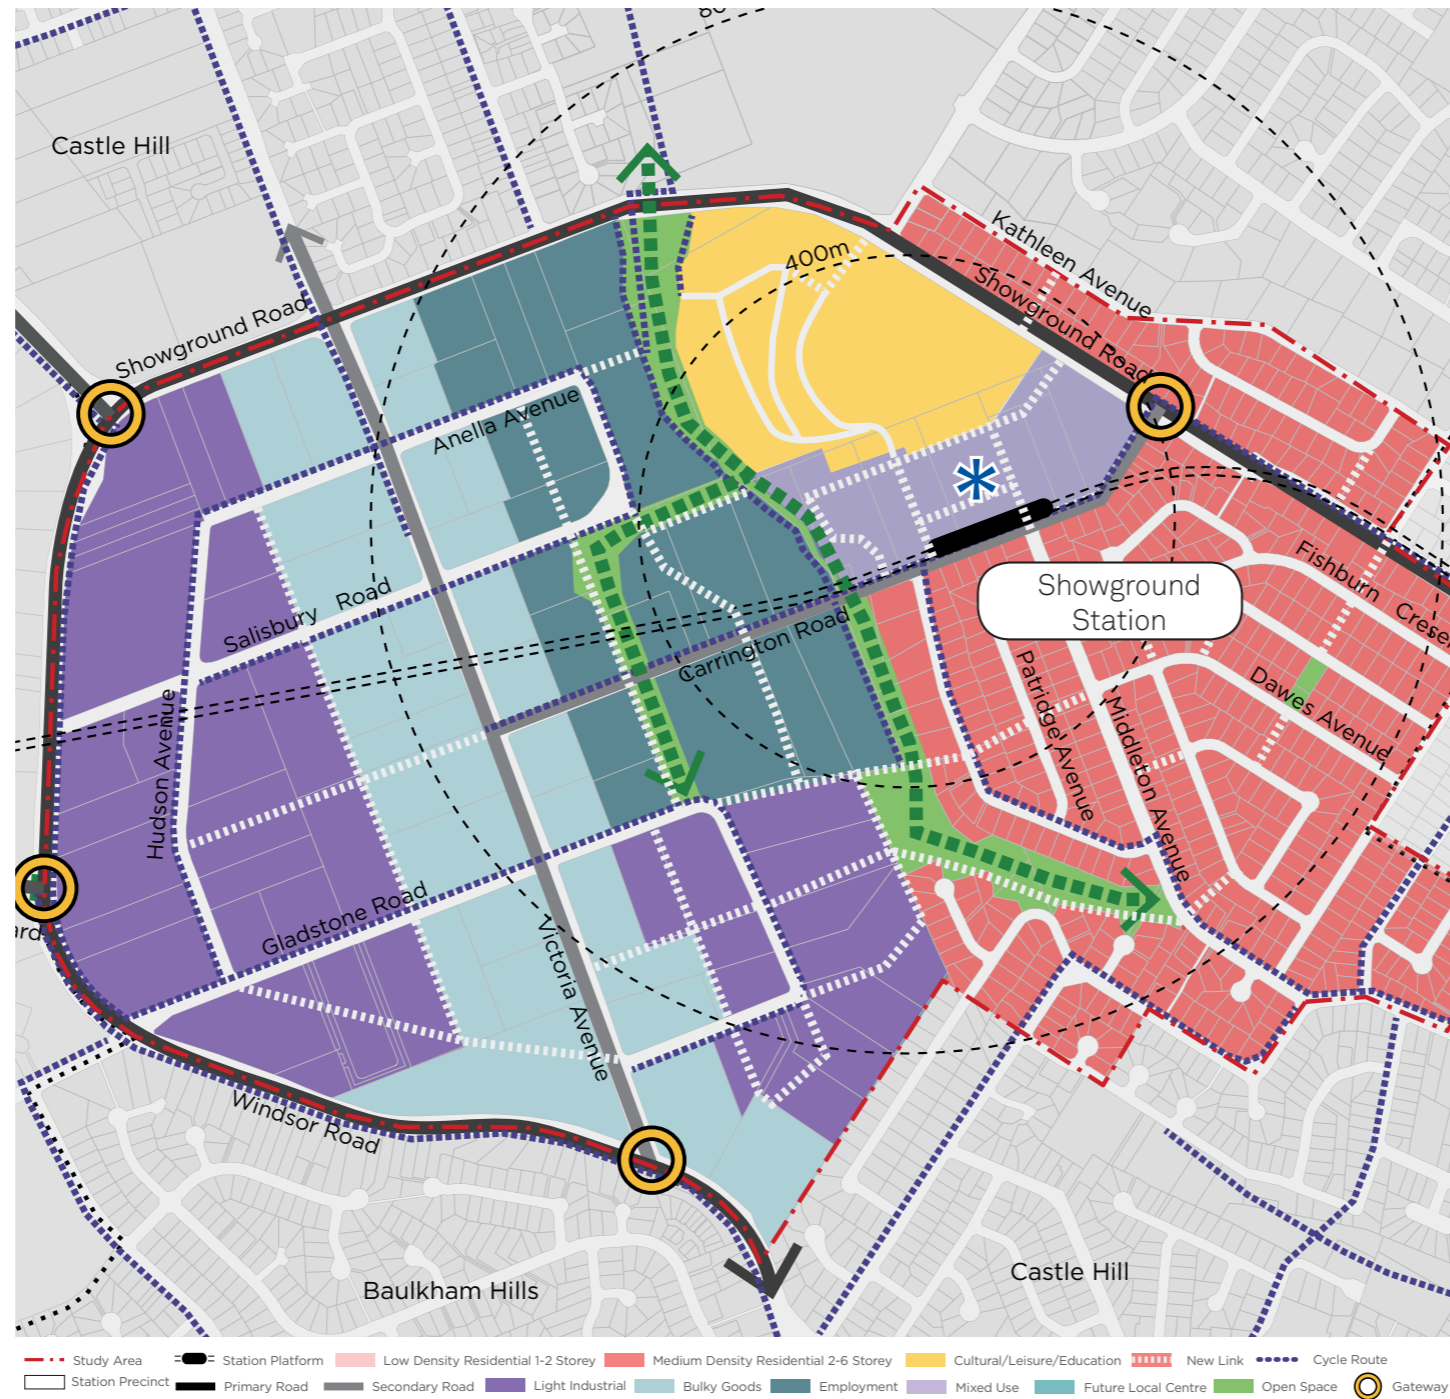 Castle Hill
400m
Kathleen Avenue
Showground Road
Showground Road
Anella Avenue
Showground
Station
Fishburn
Salisbury Road
Carrington Road
Patridge Avenue
Dawes Avenue
Hudson Avenue
Middleton Avenue
Gladstone Road
Victoria Avenue
Windsor Road
Castle Hill
Baulkham Hills
Study Area
Station Platform
Low Density Residential 1-2 Storey
Medium Density Residential 2-6 Storey
Cultural/Leisure/Education
New Link
Cycle Route
Station Precinct
Primary Road
Secondary Road
Light Industrial
Bulky Goods
Employment
Mixed Use
Future Local Centre
Open Space
Gateway